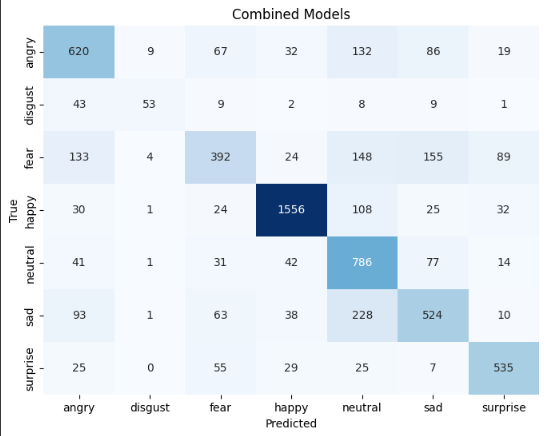 Combined Models
True
angry 620 9 67 32 132 86 19
disgust 43 53 9 2 8 9 1
fear 133 4 392 24 148 155 89
happy 30 1 24 1556 108 25 32
neutral 41 1 31 42 786 77 14
sad 93 1 63 38 228 524 10
surprise 25 0 55 29 25 7 535
angry disgust fear happy neutral sad surprise
Predicted